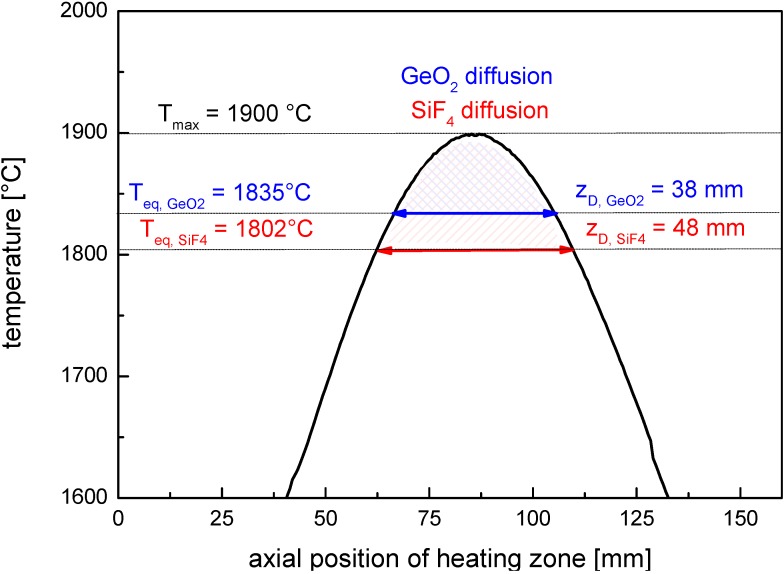 2000
GeO2 diffusion
SiF4 diffusion
Tmax = 1900 °C
1900
Teq, GeO2 = 1835°C
zD, GeO2 = 38 mm
Teq, SiF4 = 1802°C
zD, SiF4 = 48 mm
1800
1700
1600
temperature [°C]
0 25 50 75 100 125 150
axial position of heating zone [mm]